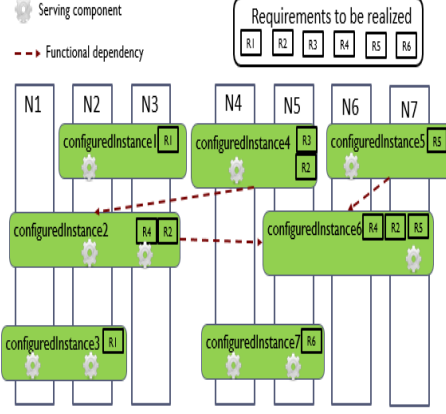 Serving component
Functional dependency
Requirements to be realized
R1 R2 R3 R4 R5 R6
N1 N2 N3 N4 N5 N6 N7
configuredInstance1 R1
configuredInstance4 R3
R2
configuredInstance5 R5
configuredInstance2 R4 R2
configuredInstance6 R4 R2 R5
configuredInstance3 R1
configuredInstance7 R6